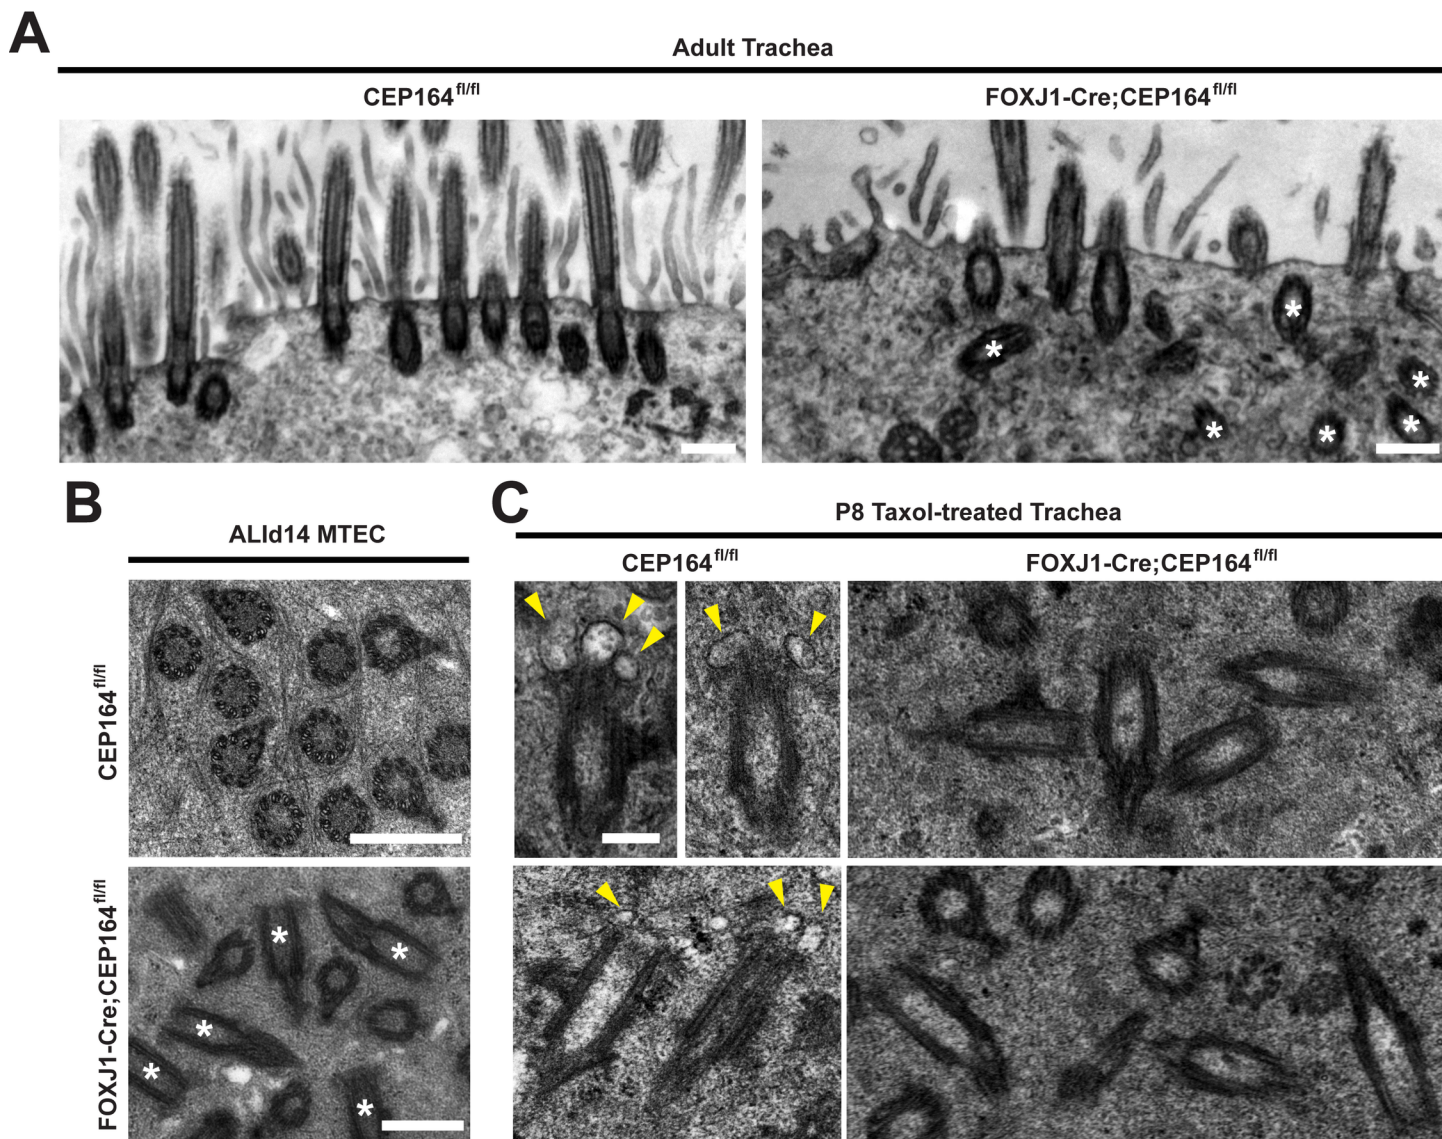 A
Adult Trachea
CEP164fl/fl
FOXJ1-Cre;CEP164fl/fl
* * * * * *
B
ALId14 MTEC
CEP164fl/fl
FOXJ1-Cre;CEP164fl/fl
* * * * *
C
P8 Taxol-treated Trachea
CEP164fl/fl
FOXJ1-Cre;CEP164fl/fl